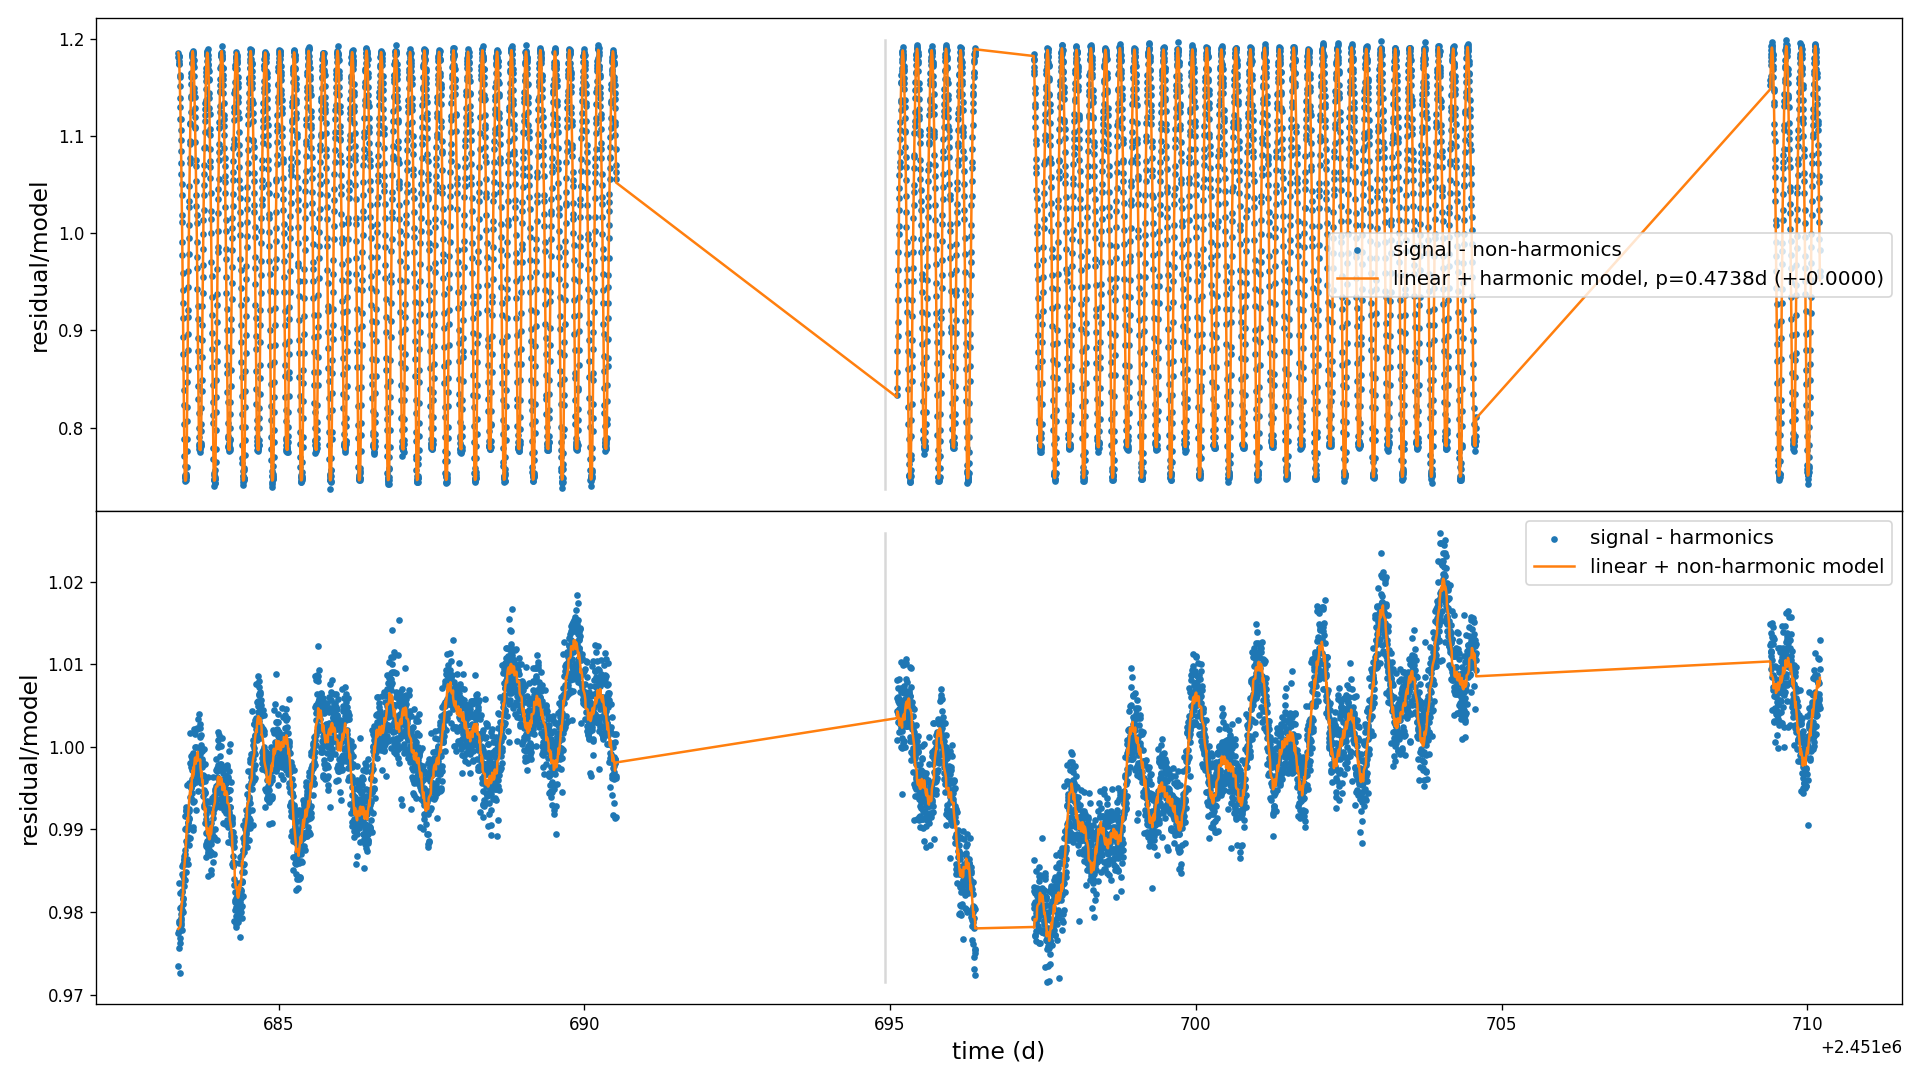 1.2
1.1
1.0
0.9
0.8
residual/model
signal - non-harmonics
linear + harmonic model, p=0.4738d (+-0.0000)
signal - harmonics
linear + non-harmonic model
1.02
1.01
1.00
0.99
0.98
0.97
residual/model
685
690
695
700
705
710
time (d)
+2.451e6